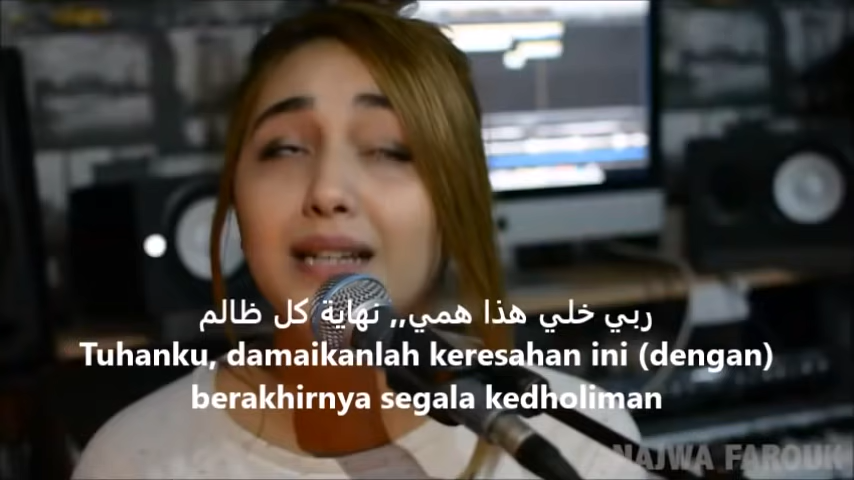 ربي خلي هذا همي,, نهاية كل ظالم
Tuhanku, damaikanlah keresahan ini (dengan)
berakhirnya segala kedholiman
NAJWA FAROUK